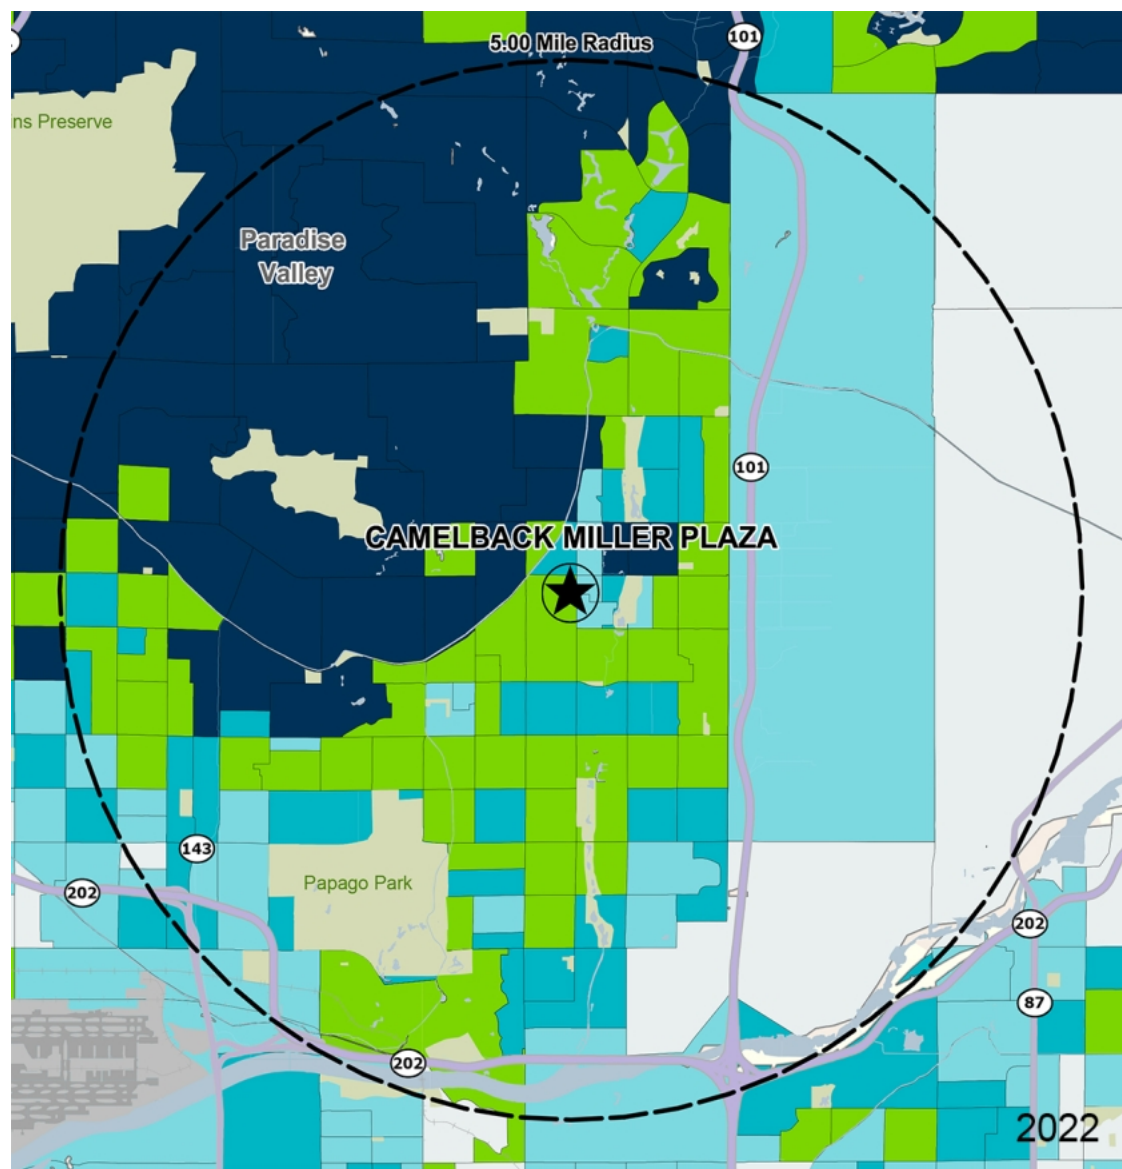 5.00 Mile Radius
101
ns Preserve
Paradise
Valley
101
CAMELBACK MILLER PLAZA
143
202
Papago Park
202
87
202
2022